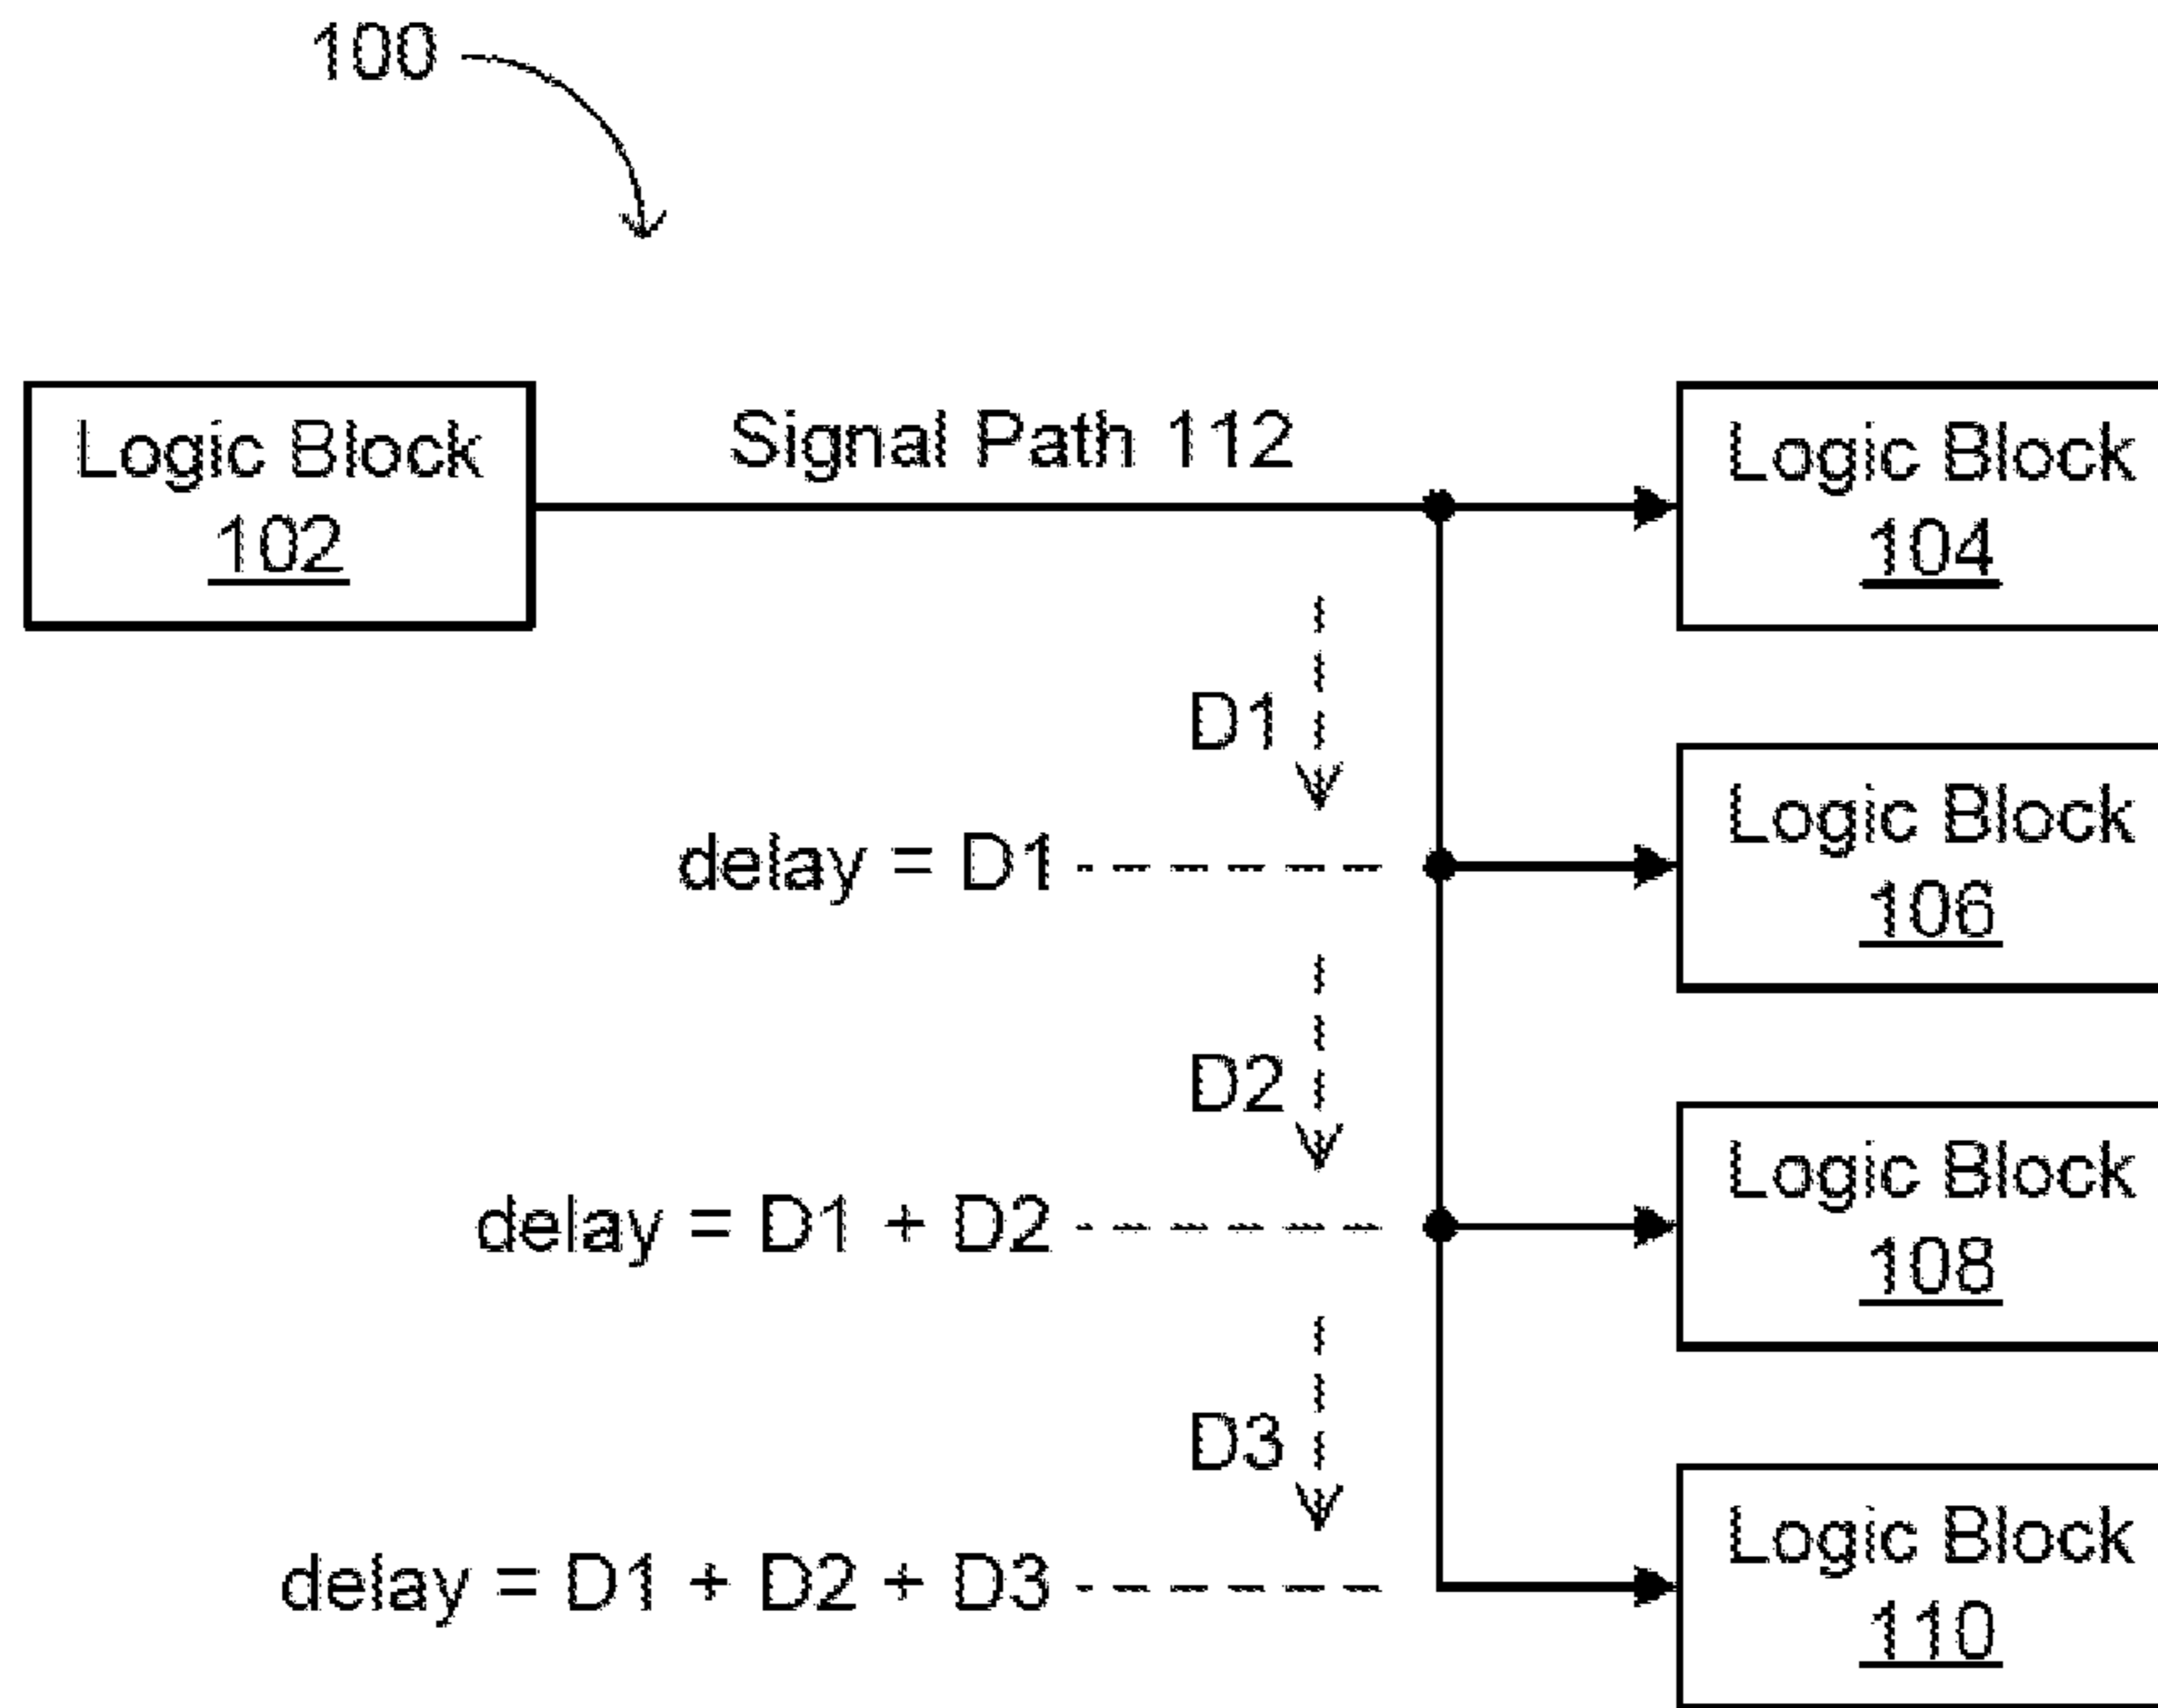 100
Logic Block
102
Signal Path 112
Logic Block
104
D1
delay = D1
Logic Block
106
D2
delay = D1 + D2
Logic Block
108
D3
delay = D1 + D2 + D3
Logic Block
110